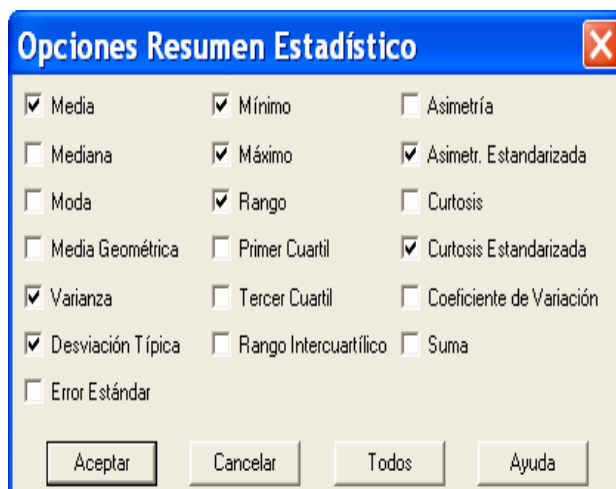 Opciones Resumen Estadístico
Media
Mínimo
Asimetría
Mediana
Máximo
Asimetr. Estandarizada
Moda
Rango
Curtosis
Media Geométrica
Primer Cuartil
Curtosis Estandarizada
Varianza
Tercer Cuartil
Coeficiente de Variación
Desviación Típica
Rango Intercuartílico
Suma
Error Estándar
Aceptar
Cancelar
Todos
Ayuda